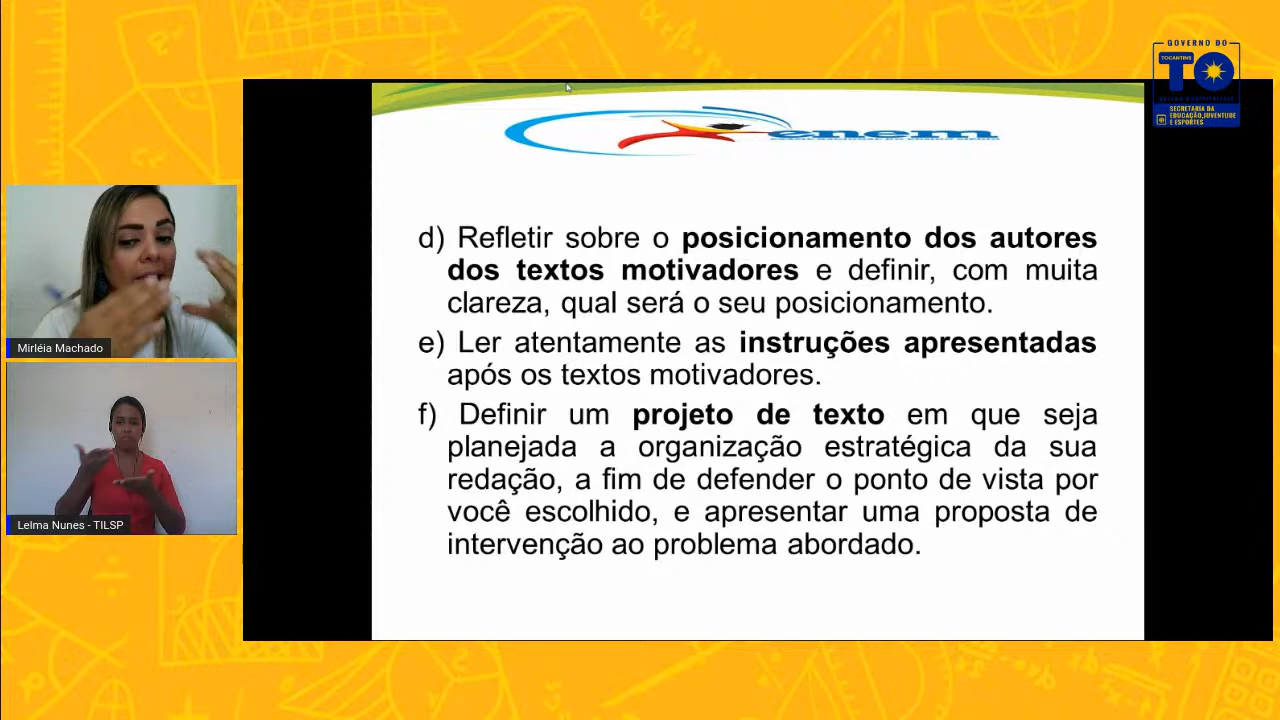 GOVERNO DO
TOCANTINS
TO
SECRETARIA DA
EDUCAÇÃO, JUVENTUDE
E ESPORTES
enem
d) Refletir sobre o posicionamento dos autores
dos textos motivadores e definir, com muita
clareza, qual será o seu posicionamento.
e) Ler atentamente as instruções apresentadas
após os textos motivadores.
f) Definir um projeto de texto em que seja
planejada a organização estratégica da sua
redação, a fim de defender o ponto de vista por
você escolhido, e apresentar uma proposta de
intervenção ao problema abordado.
Mirléia Machado
Lelma Nunes - TILSP